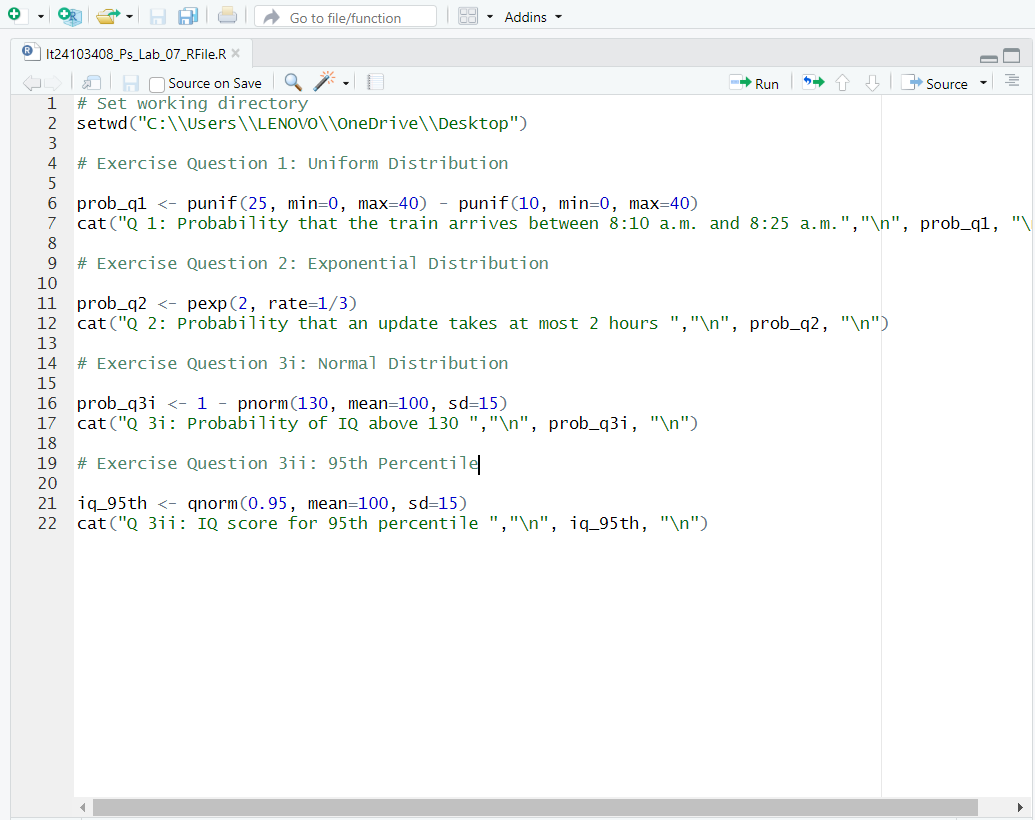 Go to file/function
Addins
It24103408_Ps_Lab_07_RFile.R
Source on Save
Run
Source
1 # Set working directory
2 setwd("C:\\Users\\LENOVO\\OneDrive\\Desktop")
3
4 # Exercise Question 1: Uniform Distribution
5
6 prob_q1 <- punif(25, min=0, max=40) - punif(10, min=0, max=40)
7 cat("Q 1: Probability that the train arrives between 8:10 a.m. and 8:25 a.m.","\n", prob_q1, "\
8
9 # Exercise Question 2: Exponential Distribution
10
11 prob_q2 <- pexp(2, rate=1/3)
12 cat("Q 2: Probability that an update takes at most 2 hours ","\n", prob_q2, "\n")
13
14 # Exercise Question 3i: Normal Distribution
15
16 prob_q3i <- 1 - pnorm(130, mean=100, sd=15)
17 cat("Q 3i: Probability of IQ above 130 ","\n", prob_q3i, "\n")
18
19 # Exercise Question 3ii: 95th Percentile
20
21 iq_95th <- qnorm(0.95, mean=100, sd=15)
22 cat("Q 3ii: IQ score for 95th percentile ","\n", iq_95th, "\n")